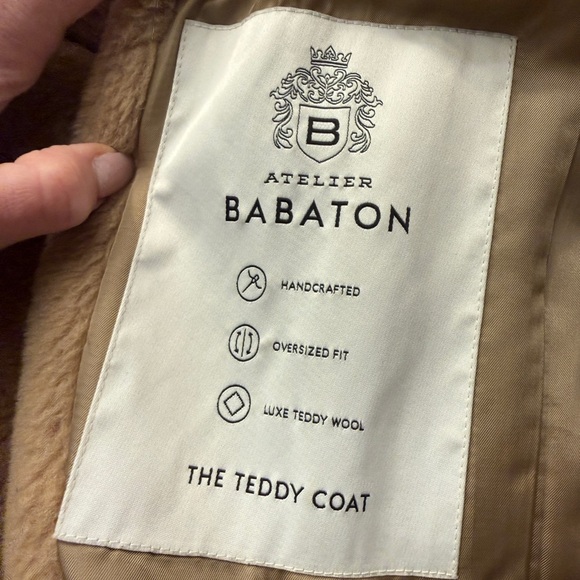 B
ATELIER
BABATON
HANDCRAFTED
OVERSIZED FIT
LUXE TEDDY WOOL
THE TEDDY COAT